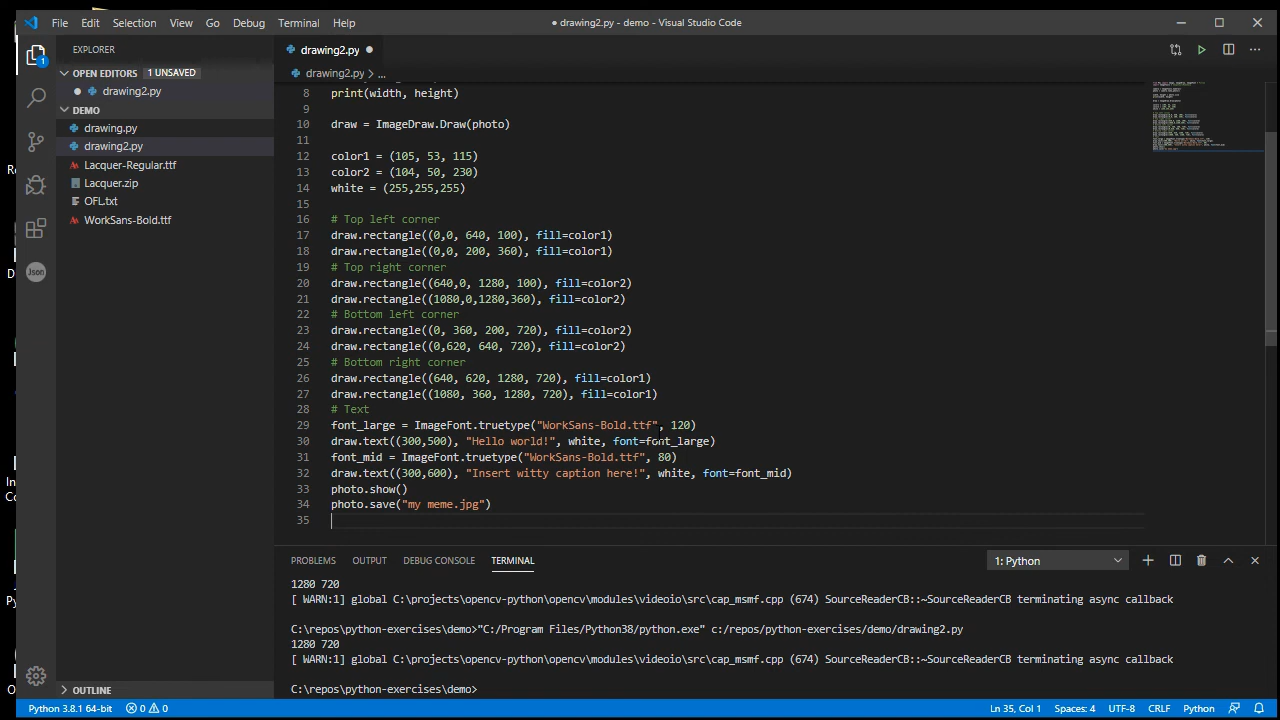 File Edit Selection View Go Debug Terminal Help
● drawing2.py - demo - Visual Studio Code
EXPLORER
OPEN EDITORS 1 UNSAVED
drawing2.py
DEMO
drawing.py
drawing2.py
Lacquer-Regular.ttf
Lacquer.zip
OFL.txt
WorkSans-Bold.ttf
OUTLINE
1
Json
drawing2.py
drawing2.py > ...
8 print(width, height)
9
10 draw = ImageDraw.Draw(photo)
11
12 color1 = (105, 53, 115)
13 color2 = (104, 50, 230)
14 white = (255,255,255)
15
16 # Top left corner
17 draw.rectangle((0,0, 640, 100), fill=color1)
18 draw.rectangle((0,0, 200, 360), fill=color1)
19 # Top right corner
20 draw.rectangle((640,0, 1280, 100), fill=color2)
21 draw.rectangle((1080,0,1280,360), fill=color2)
22 # Bottom left corner
23 draw.rectangle((0, 360, 200, 720), fill=color2)
24 draw.rectangle((0,620, 640, 720), fill=color2)
25 # Bottom right corner
26 draw.rectangle((640, 620, 1280, 720), fill=color1)
27 draw.rectangle((1080, 360, 1280, 720), fill=color1)
28 # Text
29 font_large = ImageFont.truetype("WorkSans-Bold.ttf", 120)
30 draw.text((300,500), "Hello world!", white, font=font_large)
31 font_mid = ImageFont.truetype("WorkSans-Bold.ttf", 80)
32 draw.text((300,600), "Insert witty caption here!", white, font=font_mid)
33 photo.show()
34 photo.save("my meme.jpg")
35
PROBLEMS OUTPUT DEBUG CONSOLE TERMINAL 1: Python
1280 720
[ WARN:1] global C:\projects\opencv-python\opencv\modules\videoio\src\cap_msmf.cpp (674) SourceReaderCB::~SourceReaderCB terminating async callback
C:\repos\python-exercises\demo>"C:/Program Files/Python38/python.exe" c:/repos/python-exercises/demo/drawing2.py
1280 720
[ WARN:1] global C:\projects\opencv-python\opencv\modules\videoio\src\cap_msmf.cpp (674) SourceReaderCB::~SourceReaderCB terminating async callback
C:\repos\python-exercises\demo>
Python 3.8.1 64-bit 0 0 Ln 35, Col 1 Spaces: 4 UTF-8 CRLF Python